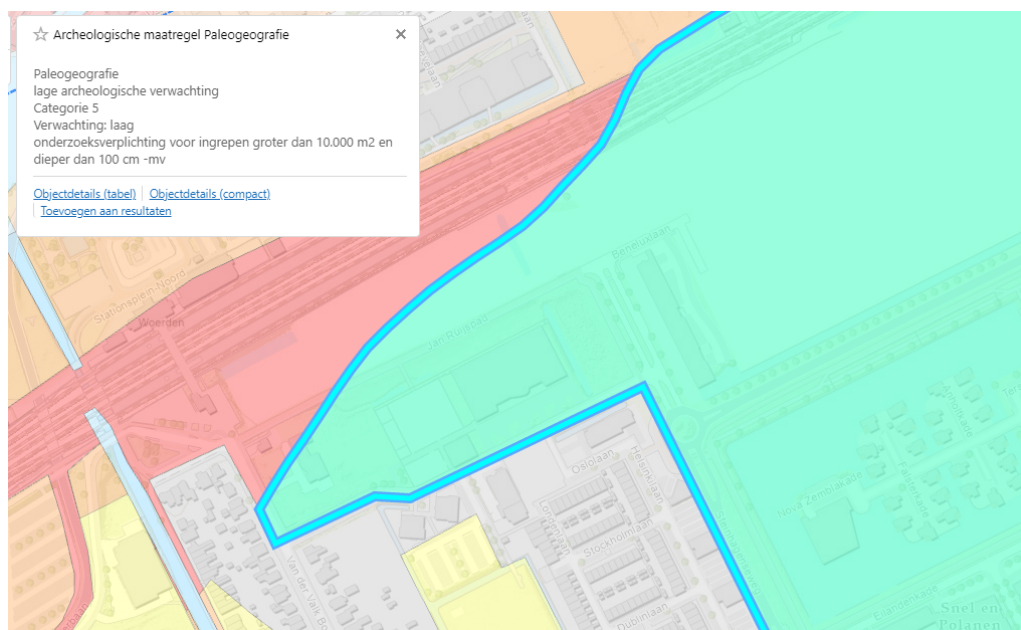 Archeologische maatregel Paleogeografie
Paleogeografie
lage archeologische verwachting
Categorie 5
Verwachting: laag
onderzoeksverplichting voor ingrepen groter dan 10.000 m2 en
dieper dan 100 cm -mv
Objectdetails (tabel) Objectdetails (compact)
Toevoegen aan resultaten
Beneluxlaan
Stationsplein-Noord
Woerden
Jan Ruispad
Oslolaan
Helsinkilaan
Londenlaan
Stockholmlaan
Dublinlaan
Nova Zemblakade
Snel en
Polanen